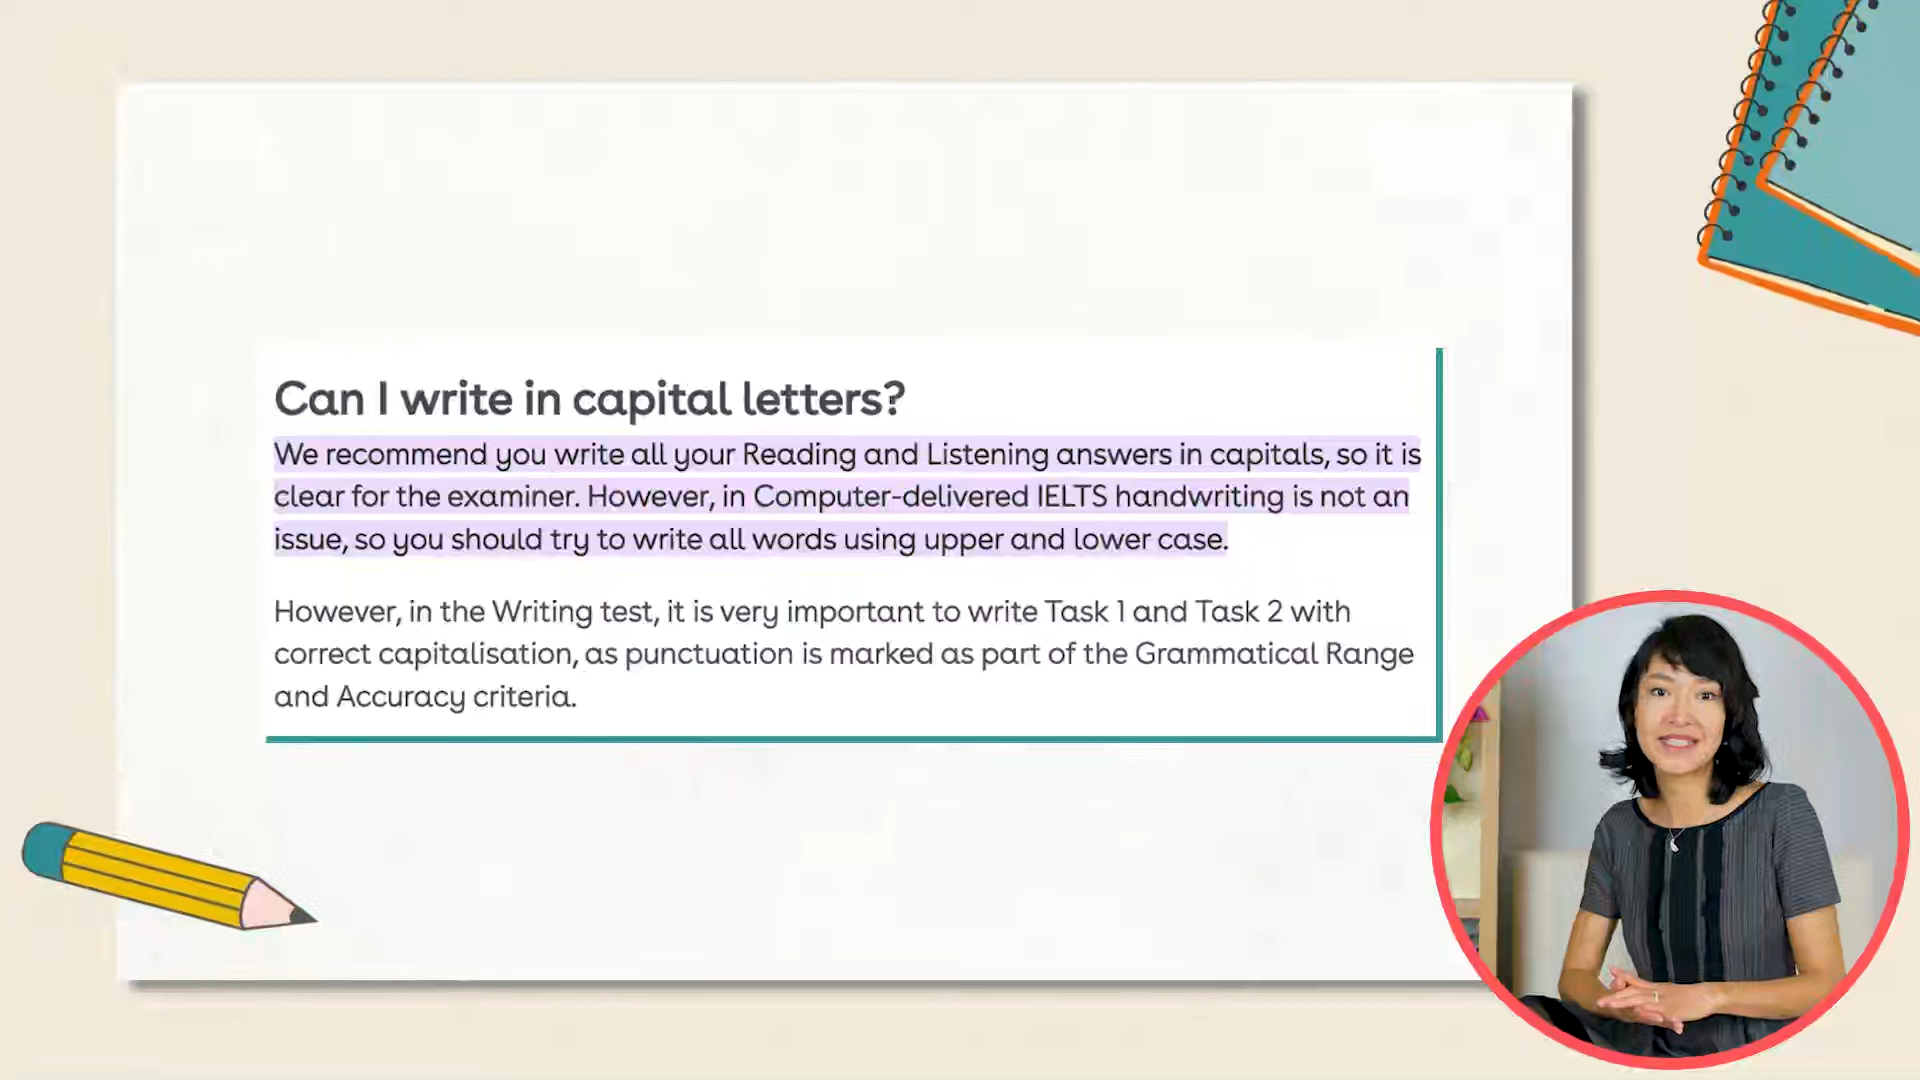 Can I write in capital letters?
We recommend you write all your Reading and Listening answers in capitals, so it is
clear for the examiner. However, in Computer-delivered IELTS handwriting is not an
issue, so you should try to write all words using upper and lower case.
However, in the Writing test, it is very important to write Task 1 and Task 2 with
correct capitalisation, as punctuation is marked as part of the Grammatical Range
and Accuracy criteria.